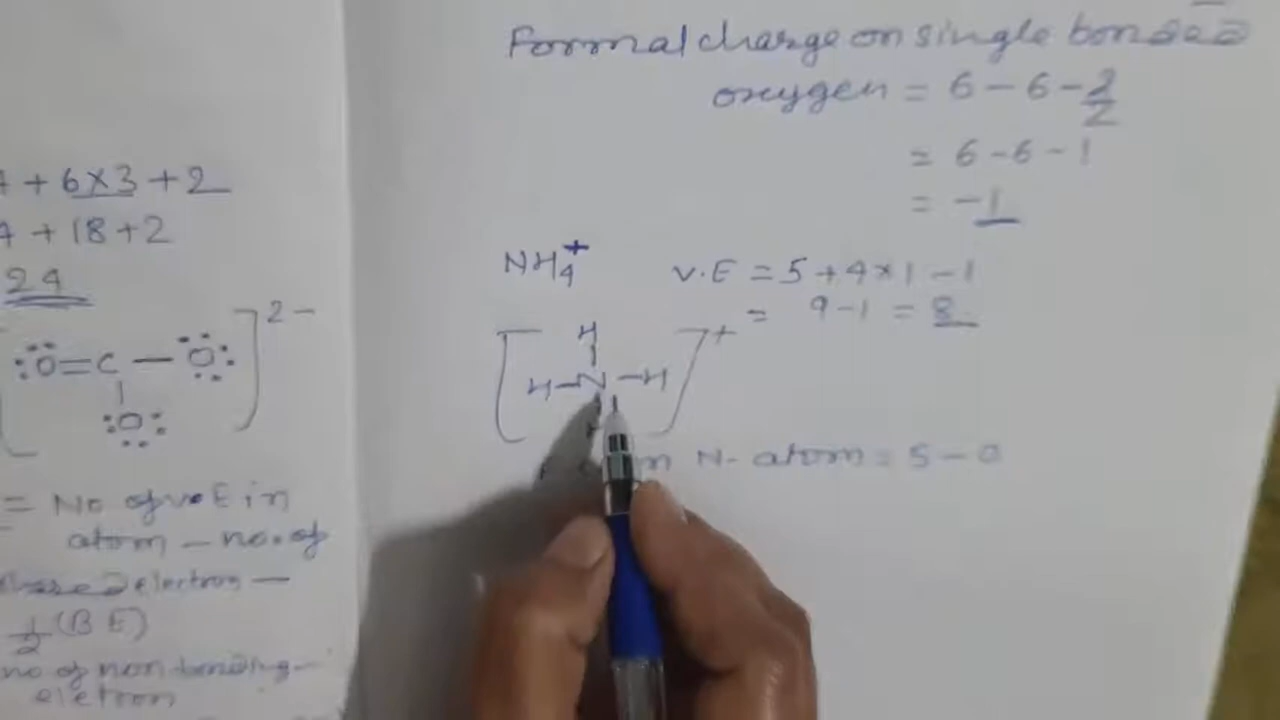 + 6×3 + 2
+ 18 + 2
24
2-
:O=C-O:
O:
= No of v.E in
atom - no. of
electron -
1/2 (BE)
no of non-bonding
eletron
Formal charge on single bonded
oxygen = 6 - 6 - 2/2
= 6 - 6 - 1
= -1
NH4+ V.E = 5 + 4×1 - 1
= 9 - 1 = 8
H +
H-N-H
N-atom = 5 - 0